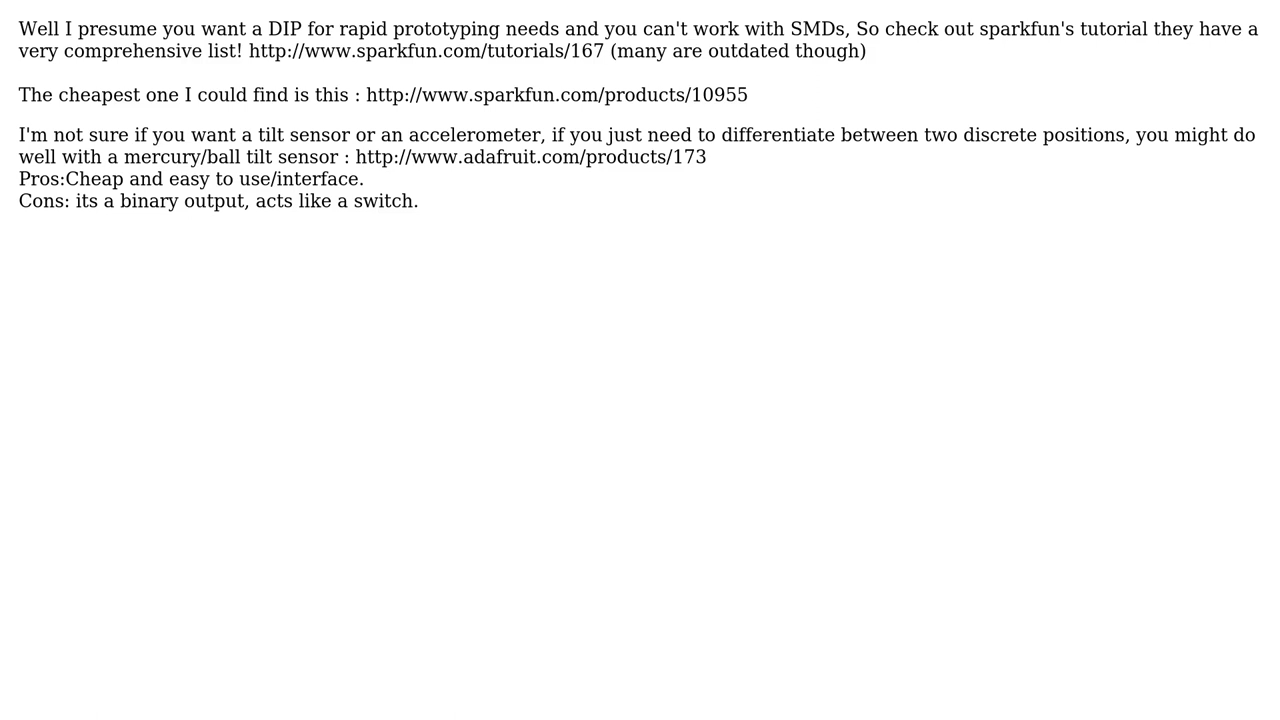 Well I presume you want a DIP for rapid prototyping needs and you can't work with SMDs, So check out sparkfun's tutorial they have a
very comprehensive list! http://www.sparkfun.com/tutorials/167 (many are outdated though)
The cheapest one I could find is this : http://www.sparkfun.com/products/10955
I'm not sure if you want a tilt sensor or an accelerometer, if you just need to differentiate between two discrete positions, you might do
well with a mercury/ball tilt sensor : http://www.adafruit.com/products/173
Pros:Cheap and easy to use/interface.
Cons: its a binary output, acts like a switch.